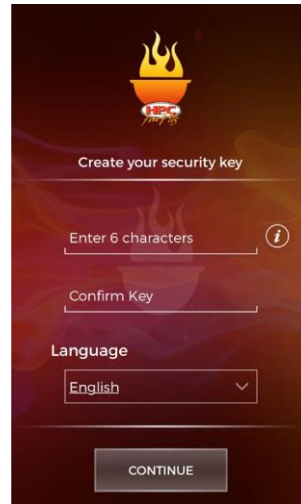 HPC
Create your security key
Enter 6 characters
i
Confirm Key
Language
English
CONTINUE